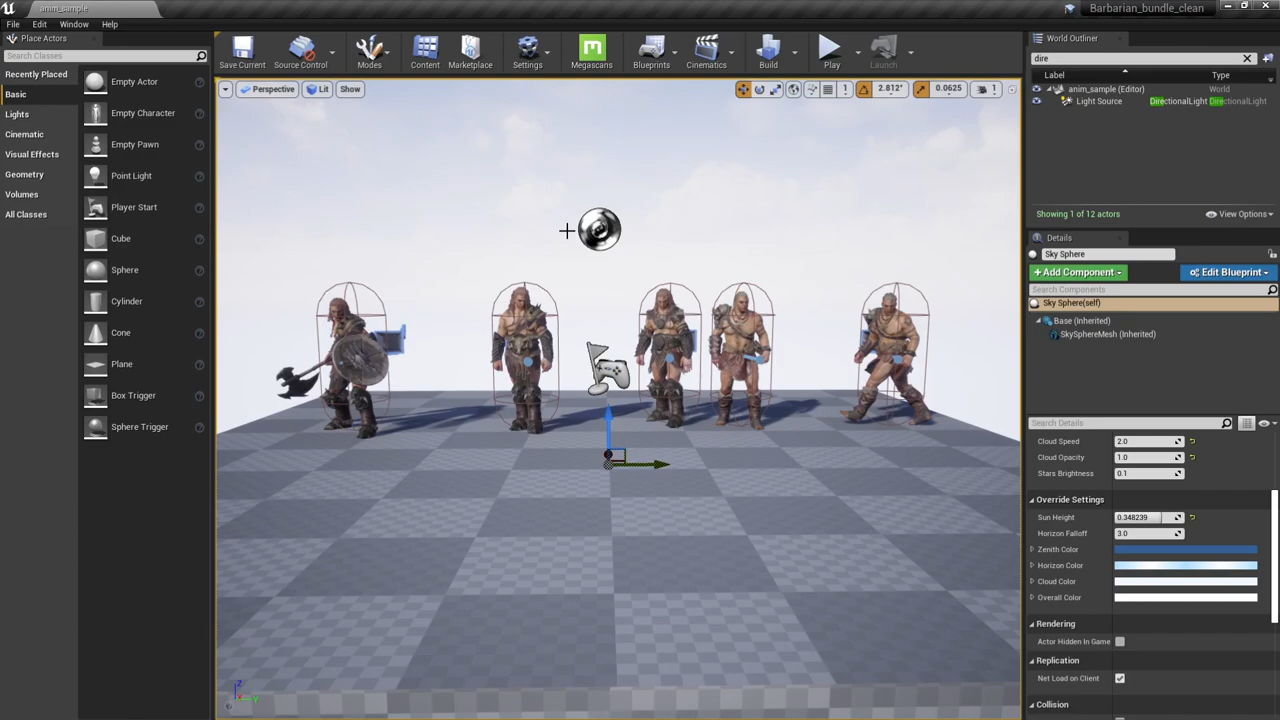 anim_sample
Barbarian_bundle_clean
File Edit Window Help
Place Actors
Search Classes
Recently Placed
Basic
Lights
Cinematic
Visual Effects
Geometry
Volumes
All Classes
Empty Actor
Empty Character
Empty Pawn
Point Light
Player Start
Cube
Sphere
Cylinder
Cone
Plane
Box Trigger
Sphere Trigger
Save Current
Source Control
Modes
Content
Marketplace
Settings
Megascans
Blueprints
Cinematics
Build
Play
Launch
Perspective
Lit
Show
1
2.812°
0.0625
1
Z
Y
World Outliner
dire
Label Type
anim_sample (Editor) World
Light Source DirectionalLight DirectionalLight
Showing 1 of 12 actors
View Options
Details
Sky Sphere
+ Add Component
Edit Blueprint
Search Components
Sky Sphere(self)
Base (Inherited)
SkySphereMesh (Inherited)
Search Details
Cloud Speed 2.0
Cloud Opacity 1.0
Stars Brightness 0.1
Override Settings
Sun Height 0.348239
Horizon Falloff 3.0
Zenith Color
Horizon Color
Cloud Color
Overall Color
Rendering
Actor Hidden In Game
Replication
Net Load on Client
Collision